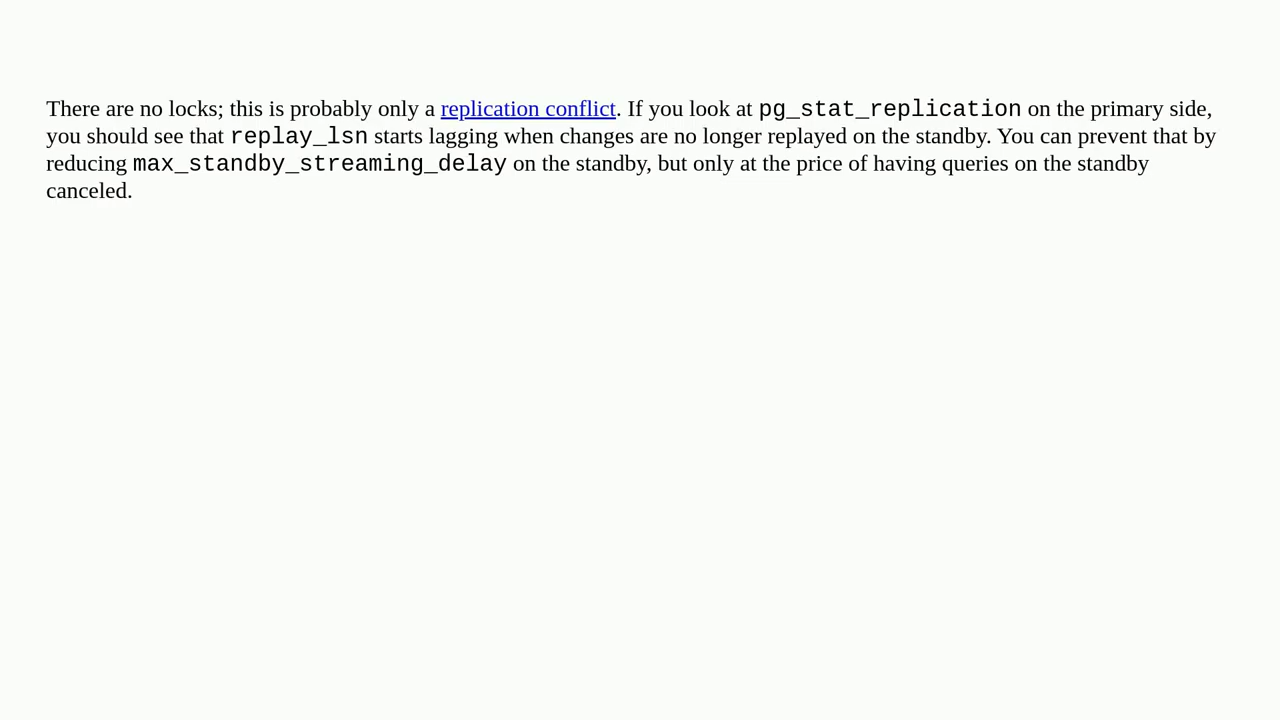 There are no locks; this is probably only a replication conflict. If you look at pg_stat_replication on the primary side,
you should see that replay_lsn starts lagging when changes are no longer replayed on the standby. You can prevent that by
reducing max_standby_streaming_delay on the standby, but only at the price of having queries on the standby
canceled.